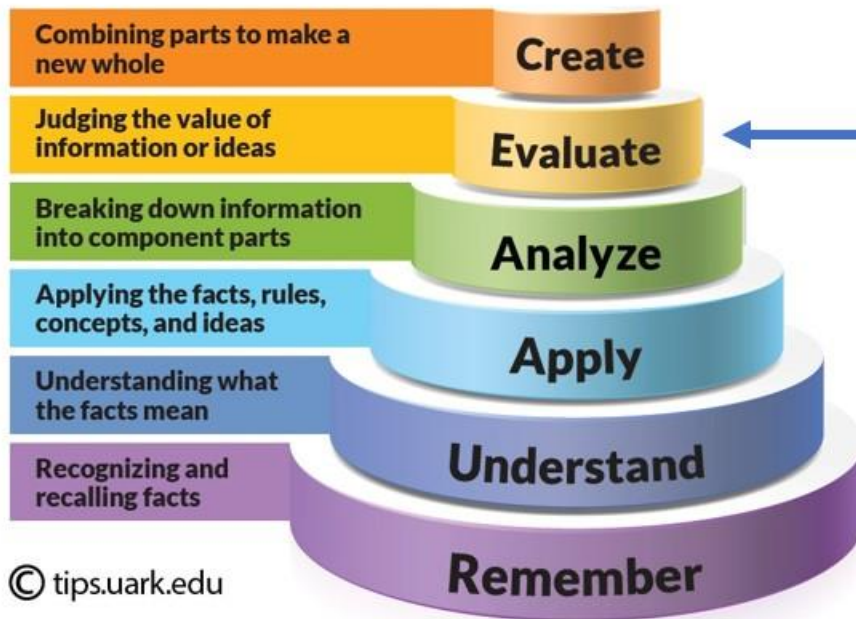 Combining parts to make a
new whole
Create
Judging the value of
information or ideas
Evaluate
Breaking down information
into component parts
Analyze
Applying the facts, rules,
concepts, and ideas
Apply
Understanding what
the facts mean
Understand
Recognizing and
recalling facts
Remember
© tips.uark.edu